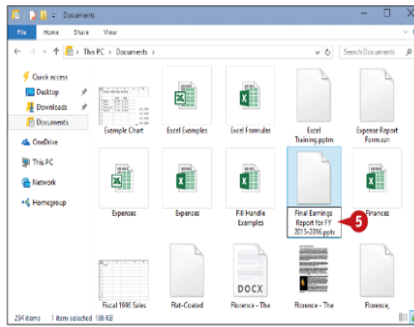 Documents
File Home Share View
This PC > Documents >
Search Documents
Quick access
Desktop
Downloads
Documents
OneDrive
This PC
Network
Homegroup
Example Chart
Excel Examples
Excel Formulas
Excel
Training.pptm
Expense Report
Form.xsn
Expenses
Expenses
Fill Handle
Examples
Final Earnings
Report for FY
2015-2016.pptx
Finances
5
Fiscal 1996 Sales
Flat-Coated
DOCX
Florence - The
Florence - The
Florence,
294 items 1 item selected 186 KB